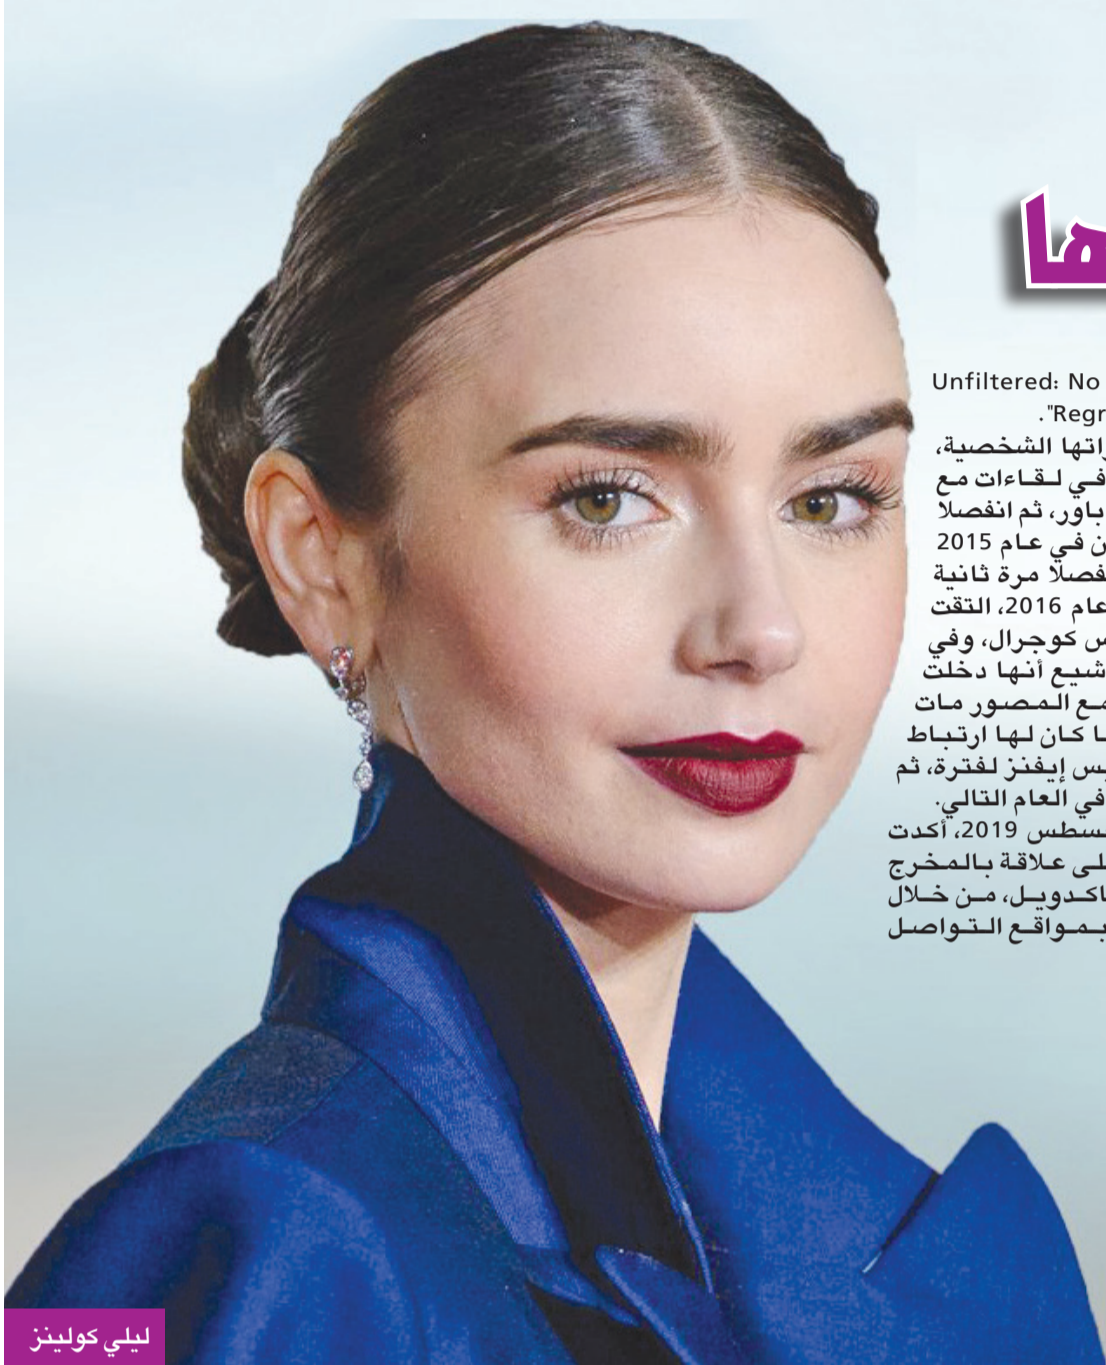 ها
Unfiltered: No
Regr".
راتها الشخصية،
في لقاءات مع
باور، ثم انفصلا
ن في عام 2015
فصلا مرة ثانية
عام 2016، التقت
س كوجرال، وفي
شيع أنها دخلت
مع المصور مات
ا كان لها ارتباط
يس إيفنز لفترة، ثم
في العام التالي.
سطس 2019، أكدت
لى علاقة بالمخرج
اكدويل، من خلال
بمواقع التواصل
ليلي كولينز